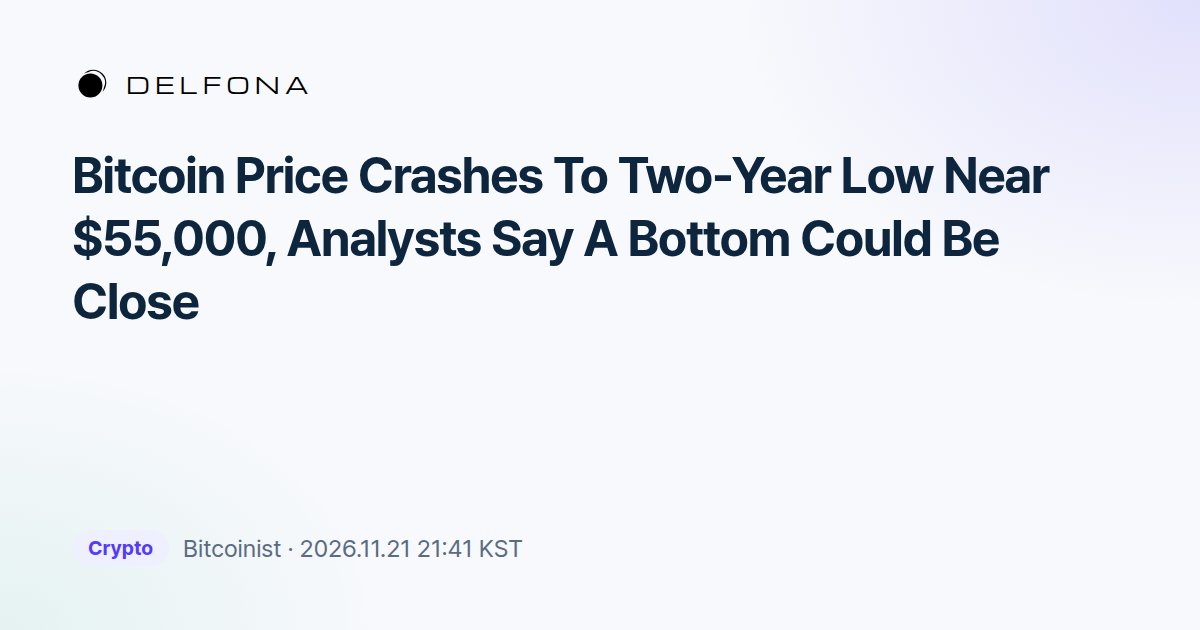 DELFONA
Bitcoin Price Crashes To Two-Year Low Near
$55,000, Analysts Say A Bottom Could Be
Close
Crypto Bitcoinist · 2026.11.21 21:41 KST